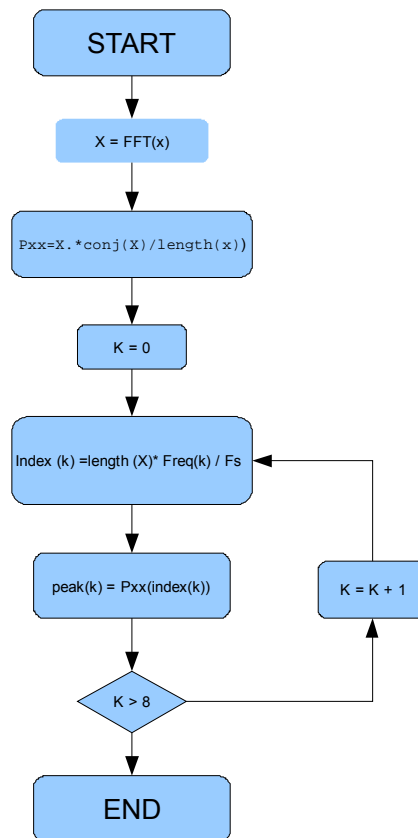 START
X = FFT(x)
Pxx=X.*conj(X)/length(x))
K = 0
Index (k) =length (X)* Freq(k) / Fs
peak(k) = Pxx(index(k))
K = K + 1
K > 8
END